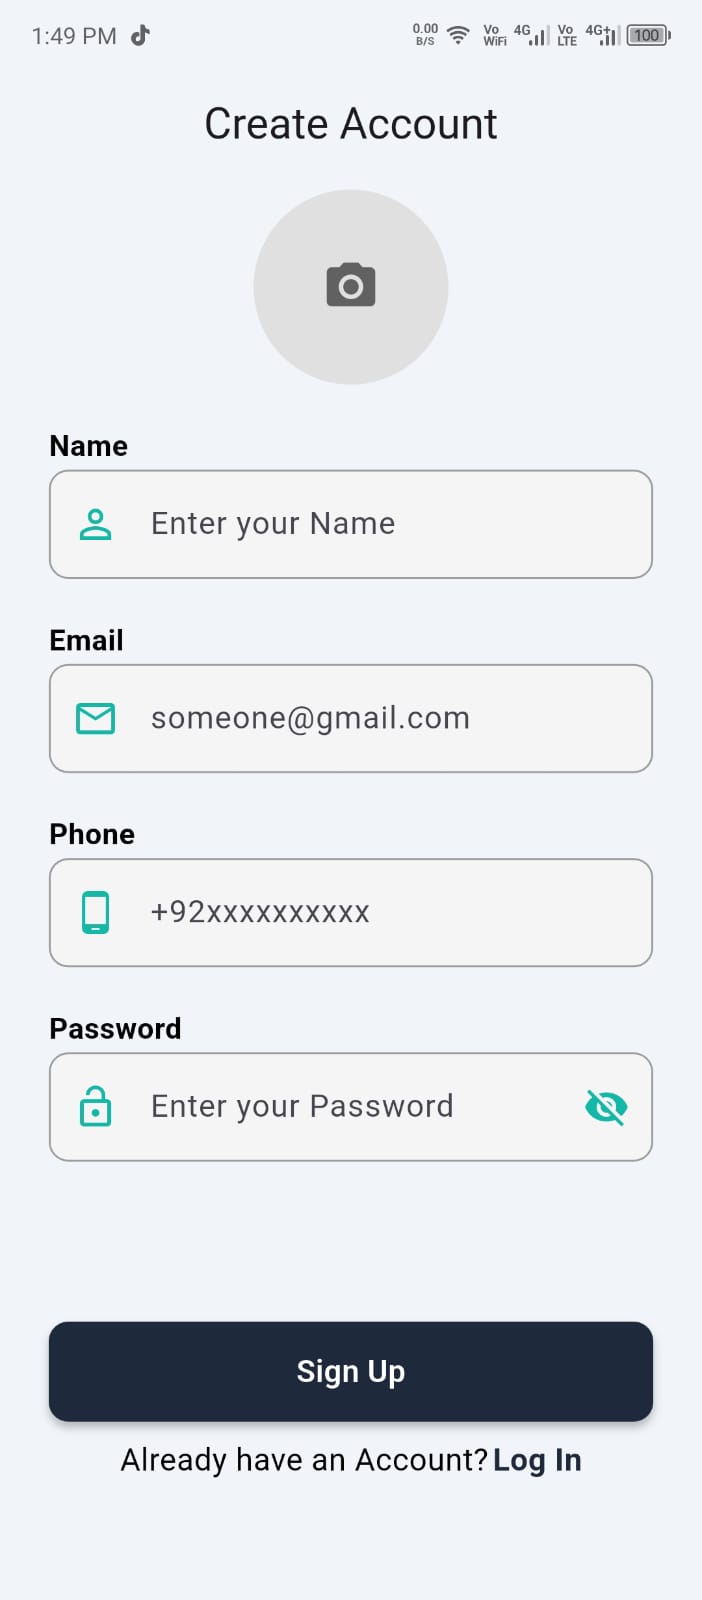 1:49 PM 0.00 B/S Vo WiFi 4G Vo LTE 4G+ 100
Create Account
Name
Enter your Name
Email
someone@gmail.com
Phone
+92xxxxxxxxxx
Password
Enter your Password
Sign Up
Already have an Account? Log In